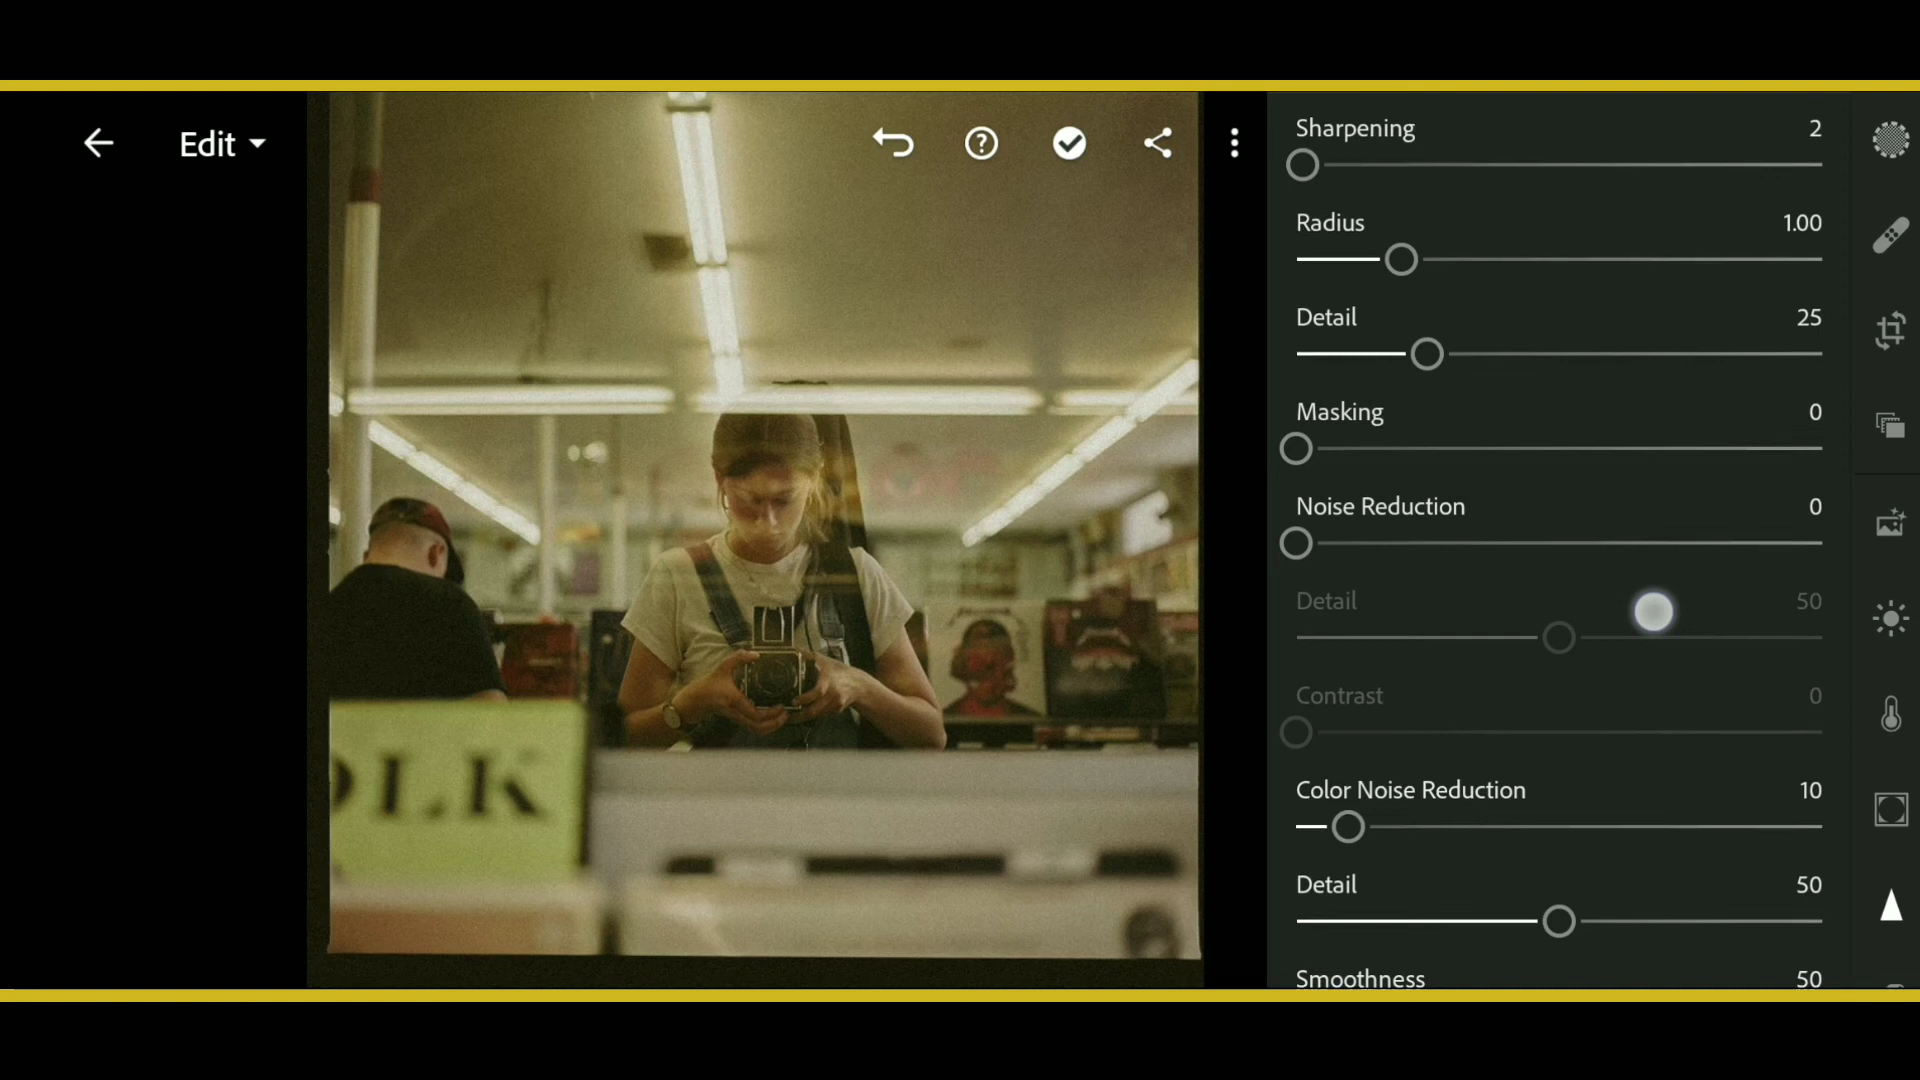 Edit
Sharpening 2
Radius 1.00
Detail 25
Masking 0
Noise Reduction 0
Detail 50
Contrast 0
Color Noise Reduction 10
Detail 50
Smoothness 50
OLK